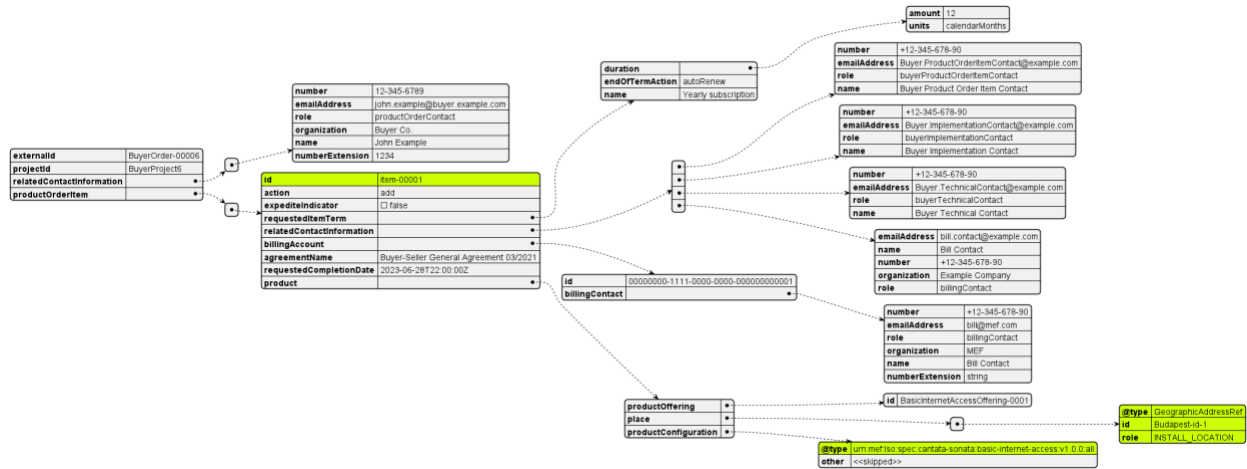 amount 12
units calendarMonths
duration
endOfTermAction autoRenew
name Yearly subscription
number +12-345-678-90
emailAddress Buyer.ProductOrderItemContact@example.com
role buyerProductOrderItemContact
name Buyer Product Order Item Contact
number 12-345-6789
emailAddress john.example@buyer.example.com
role productOrderContact
organization Buyer Co.
name John Example
numberExtension 1234
number +12-345-678-90
emailAddress Buyer.ImplementationContact@example.com
role buyerImplementationContact
name Buyer Implementation Contact
externalId BuyerOrder-00006
projectId BuyerProject6
relatedContactInformation
productOrderItem
id item-00001
action add
expediteIndicator ☐ false
requestedItemTerm
relatedContactInformation
billingAccount
agreementName Buyer-Seller General Agreement 03/2021
requestedCompletionDate 2023-06-28T22:00:00Z
product
number +12-345-678-90
emailAddress Buyer.TechnicalContact@example.com
role buyerTechnicalContact
name Buyer Technical Contact
emailAddress bill.contact@example.com
name Bill Contact
number +12-345-678-90
organization Example Company
role billingContact
id 00000000-1111-0000-0000-000000000001
billingContact
number +12-345-678-90
emailAddress bill@mef.com
role billingContact
organization MEF
name Bill Contact
numberExtension string
productOffering
place
productConfiguration
id BasicInternetAccessOffering-0001
@type GeographicAddressRef
id Budapest-id-1
role INSTALL_LOCATION
@type urn:mef:lso:spec:cantata-sonata:basic-internet-access:v1.0.0:all
other <<skipped>>